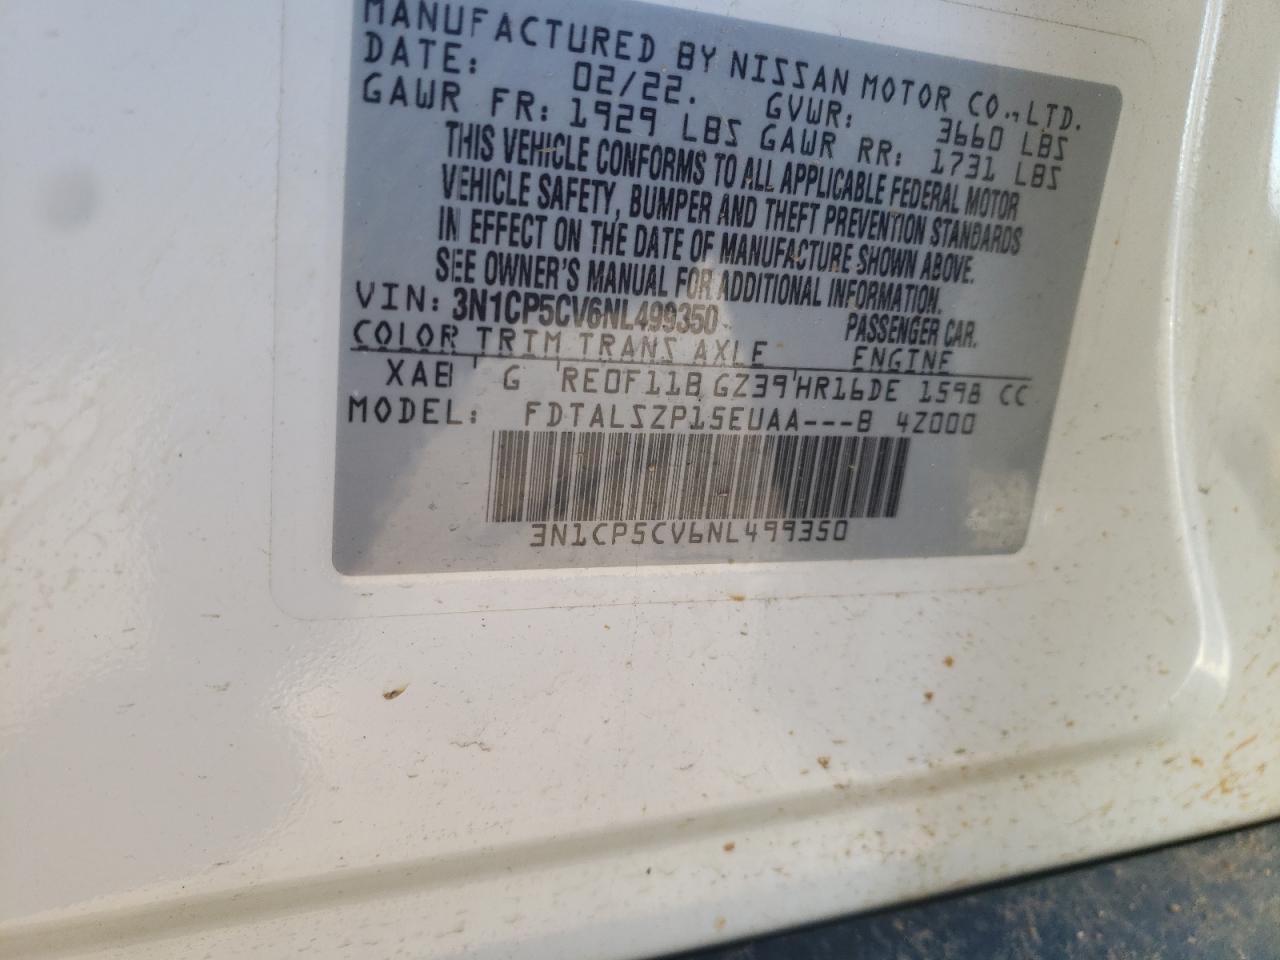 MANUFACTURED BY NISSAN MOTOR CO.,LTD.
DATE: 02/22. GVWR: 3660 LBS
GAWR FR: 1929 LBS GAWR RR: 1731 LBS
THIS VEHICLE CONFORMS TO ALL APPLICABLE FEDERAL MOTOR
VEHICLE SAFETY, BUMPER AND THEFT PREVENTION STANDARDS
IN EFFECT ON THE DATE OF MANUFACTURE SHOWN ABOVE.
SEE OWNER'S MANUAL FOR ADDITIONAL INFORMATION.
VIN: 3N1CP5CV6NL499350 PASSENGER CAR.
COLOR TRIM TRANS AXLE ENGINE
XAB G RE0F11B GZ39 HR16DE 1598 CC
MODEL: FDTALSZP15EUAA---B 4Z000
3N1CP5CV6NL499350